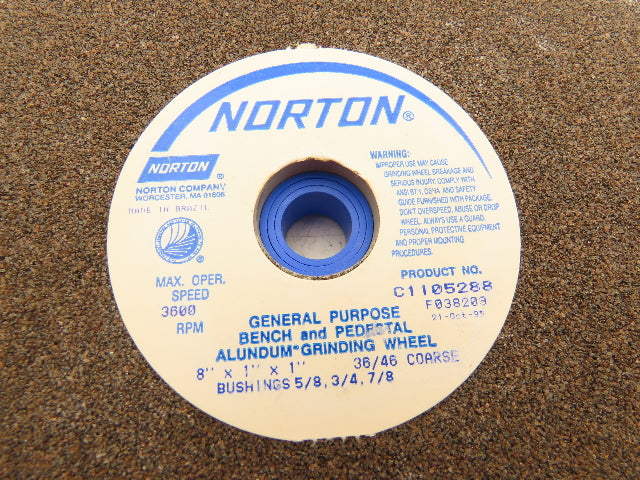 NORTON®
NORTON®
NORTON COMPANY
WORCESTER, MA 01606
MADE IN BRAZIL
®
MAX. OPER.
SPEED
3600
RPM
WARNING:
IMPROPER USE MAY CAUSE
GRINDING WHEEL BREAKAGE AND
SERIOUS INJURY. COMPLY WITH
ANSI B7.1, OSHA AND SAFETY
GUIDE FURNISHED WITH PACKAGE.
DON'T OVERSPEED, ABUSE OR DROP
WHEEL. ALWAYS USE A GUARD,
PERSONAL PROTECTIVE EQUIPMENT
AND PROPER MOUNTING
PROCEDURES.
PRODUCT NO.
C1105288
F038203
21-Oct-95
GENERAL PURPOSE
BENCH and PEDESTAL
ALUNDUM® GRINDING WHEEL
8" x 1" x 1" 36/46 COARSE
BUSHINGS 5/8, 3/4, 7/8